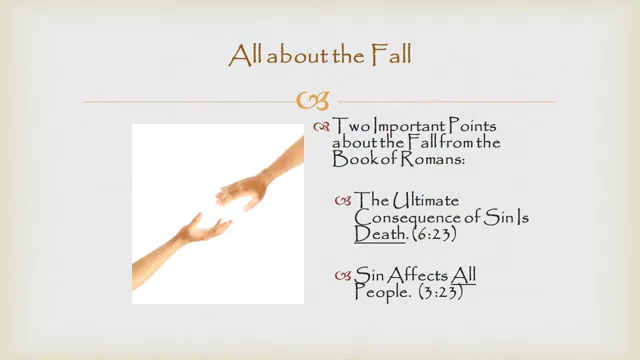 All about the Fall
Two Important Points
about the Fall from the
Book of Romans:
The Ultimate
Consequence of Sin Is
Death. (6:23)
Sin Affects All
People. (3:23)